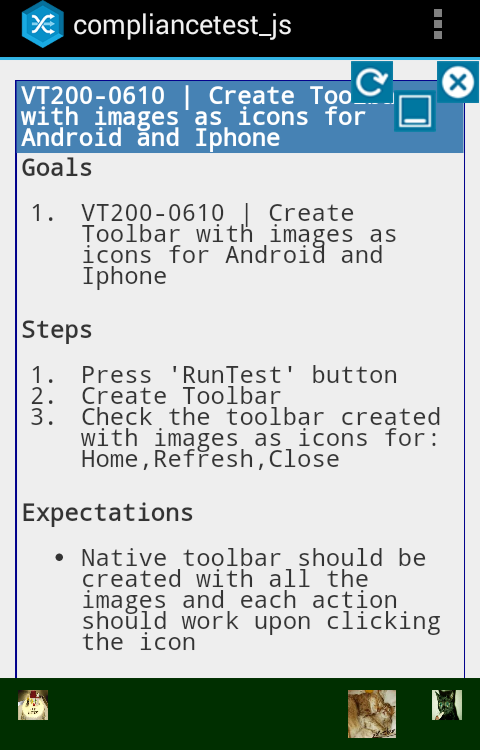 compliancetest_js
VT200-0610 | Create Toolbar
with images as icons for
Android and Iphone
Goals
1. VT200-0610 | Create
Toolbar with images as
icons for Android and
Iphone
Steps
1. Press 'RunTest' button
2. Create Toolbar
3. Check the toolbar created
with images as icons for:
Home,Refresh,Close
Expectations
• Native toolbar should be
created with all the
images and each action
should work upon clicking
the icon